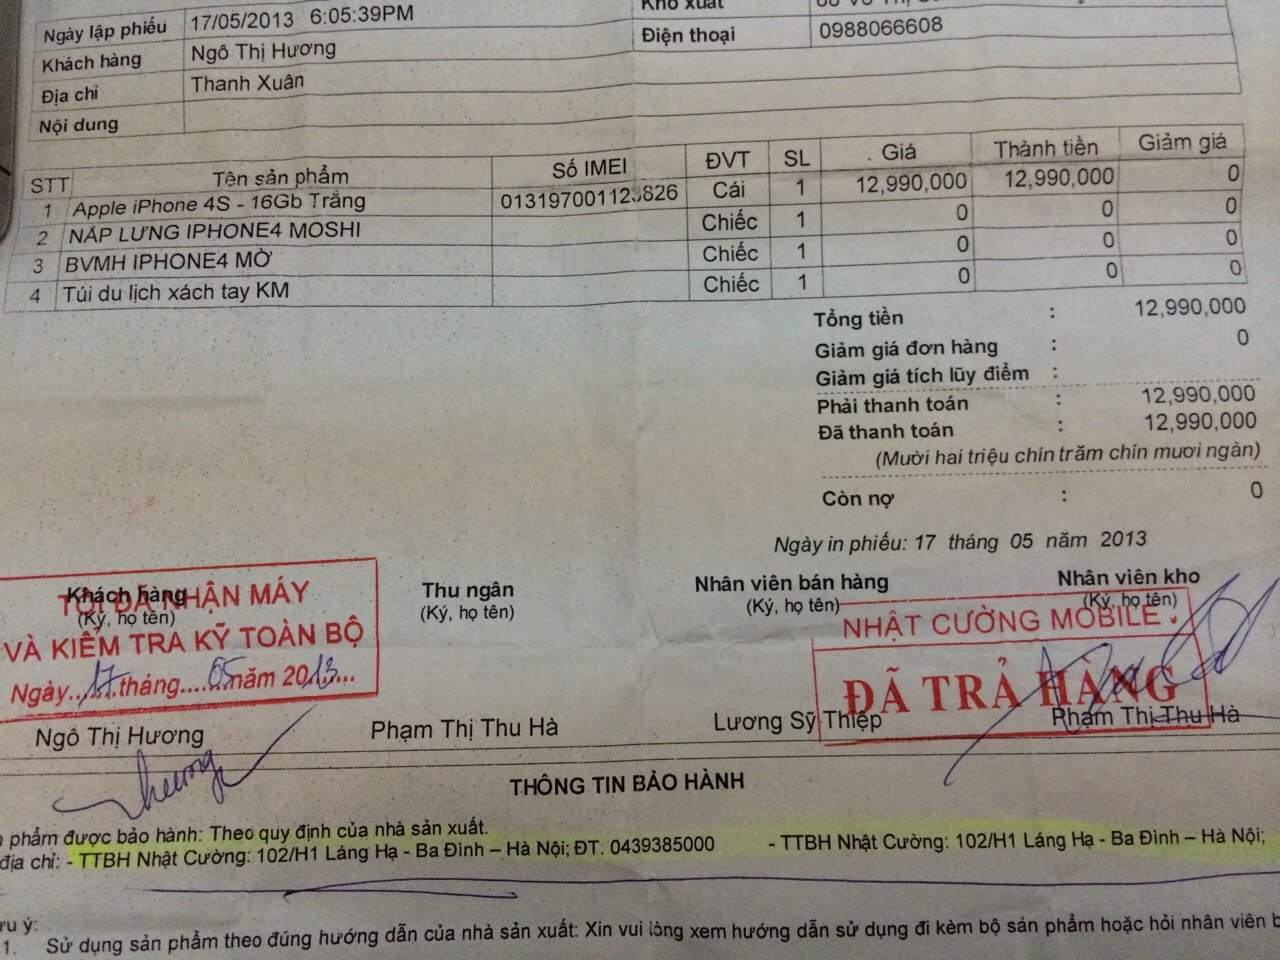 Ngày lập phiếu 17/05/2013 6:05:39PM Kho xuất
Khách hàng Ngô Thị Hương Điện thoại 0988066608
Địa chỉ Thanh Xuân
Nội dung
STT Tên sản phẩm Số IMEI ĐVT SL Giá Thành tiền Giảm giá
1 Apple iPhone 4S - 16Gb Trắng 013197001123826 Cái 1 12,990,000 12,990,000 0
2 NẮP LƯNG IPHONE4 MOSHI Chiếc 1 0 0 0
3 BVMH IPHONE4 MỜ Chiếc 1 0 0 0
4 Túi du lịch xách tay KM Chiếc 1 0 0 0
Tổng tiền : 12,990,000
Giảm giá đơn hàng : 0
Giảm giá tích lũy điểm :
Phải thanh toán : 12,990,000
Đã thanh toán : 12,990,000
(Mười hai triệu chín trăm chín mươi ngàn)
Còn nợ : 0
Ngày in phiếu: 17 tháng 05 năm 2013
Khách hàng Thu ngân Nhân viên bán hàng Nhân viên kho
(Ký, họ tên) (Ký, họ tên) (Ký, họ tên) (Ký, họ tên)
TÔI ĐÃ NHẬN MÁY
VÀ KIỂM TRA KỸ TOÀN BỘ
Ngày..17..tháng....05..năm 2013...
NHẬT CƯỜNG MOBILE
ĐÃ TRẢ HÀNG
Ngô Thị Hương Phạm Thị Thu Hà Lương Sỹ Thiệp Phạm Thị Thu Hà
Hương
THÔNG TIN BẢO HÀNH
phẩm được bảo hành: Theo quy định của nhà sản xuất.
địa chỉ: - TTBH Nhật Cường: 102/H1 Láng Hạ - Ba Đình – Hà Nội; ĐT. 0439385000 - TTBH Nhật Cường: 102/H1 Láng Hạ - Ba Đình – Hà Nội;
ưu ý:
1. Sử dụng sản phẩm theo đúng hướng dẫn của nhà sản xuất: Xin vui lòng xem hướng dẫn sử dụng đi kèm bộ sản phẩm hoặc hỏi nhân viên